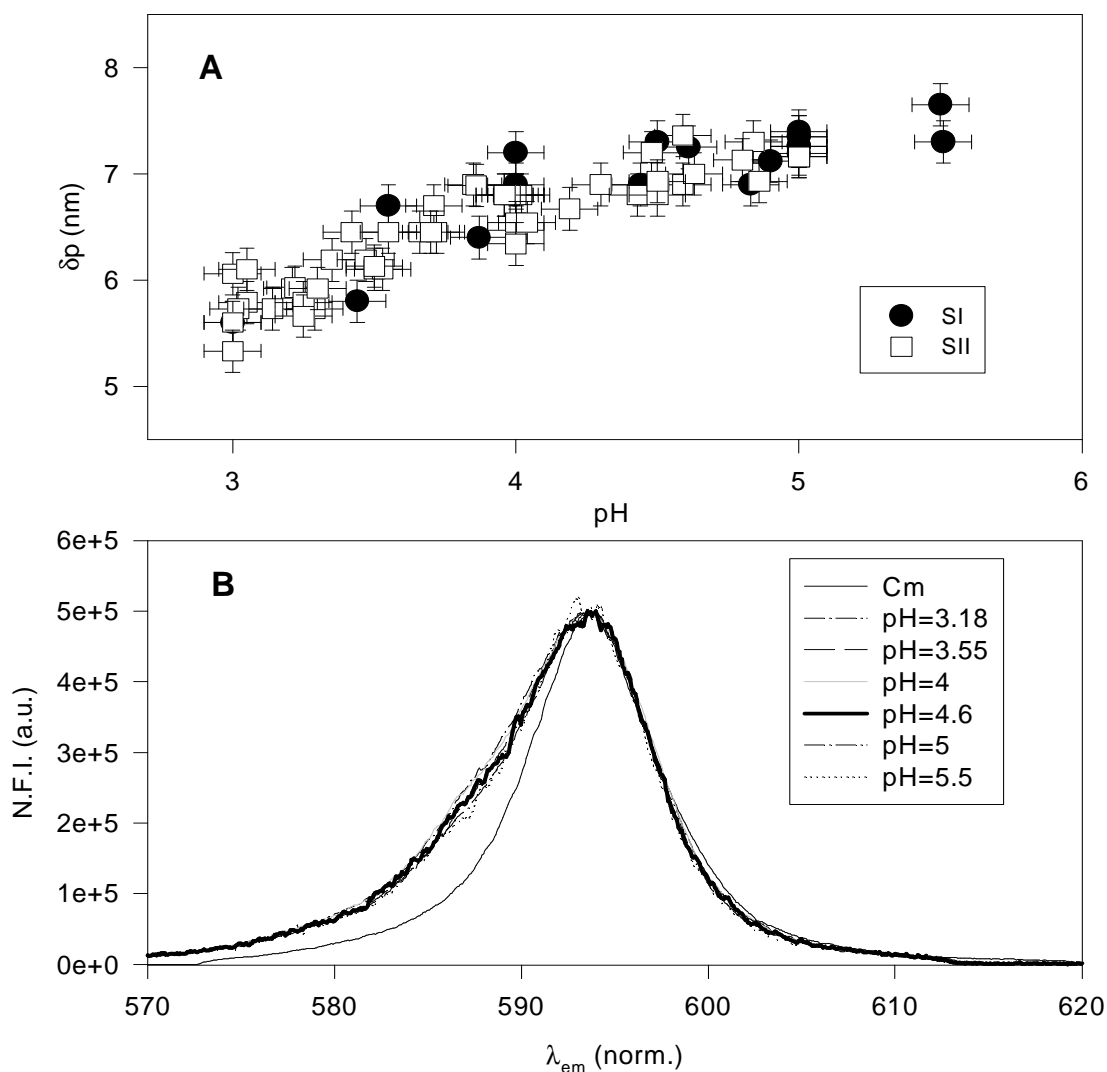 A
8
7
6
5
δp (nm)
SI
SII
3 4 5 6
pH
B
6e+5
5e+5
4e+5
3e+5
2e+5
1e+5
0e+0
N.F.I. (a.u.)
Cm
pH=3.18
pH=3.55
pH=4
pH=4.6
pH=5
pH=5.5
570 580 590 600 610 620
λem (norm.)